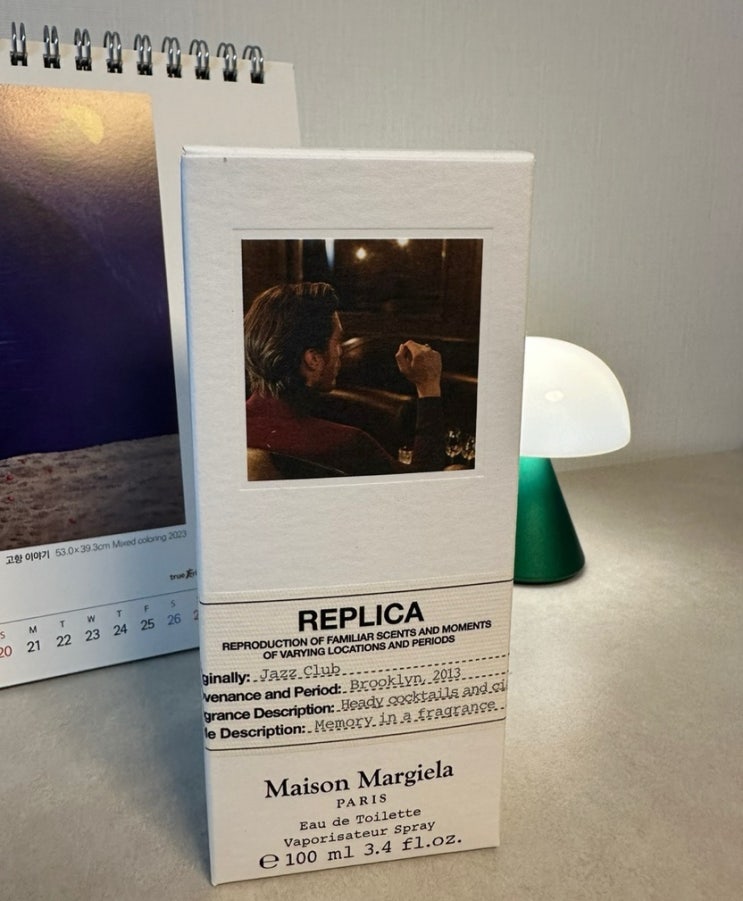 고향 이야기 53.0×39.3cm Mixed coloring 2023
S M T W T F S
20 21 22 23 24 25 26
REPLICA
REPRODUCTION OF FAMILIAR SCENTS AND MOMENTS
OF VARYING LOCATIONS AND PERIODS
ginally: Jazz Club
venance and Period: Brooklyn, 2013
grance Description: Heady cocktails and ci
le Description: Memory in a fragrance
Maison Margiela
PARIS
Eau de Toilette
Vaporisateur Spray
℮ 100 ml 3.4 fl.oz.